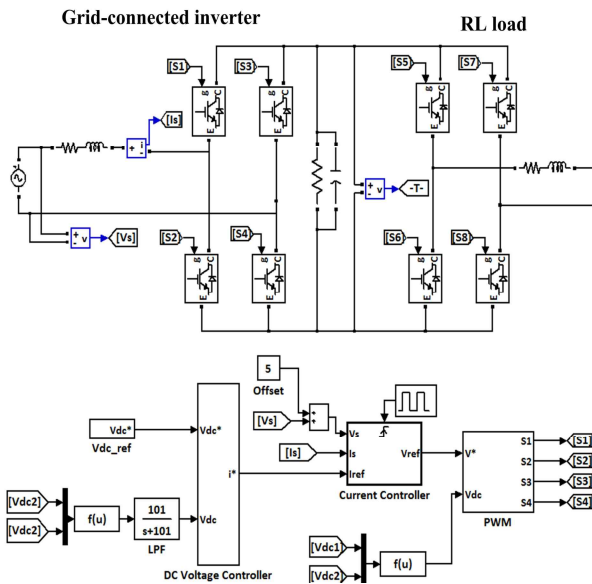 Grid-connected inverter
RL load
[S1]
[S3]
[S5]
[S7]
g C
E
g C
E
g C
E
g C
E
[Is]
+ i
-
+ v
-
[Vs]
+ v
-
-T-
[S2]
[S4]
[S6]
[S8]
g C
E
g C
E
g C
E
g C
E
5
Offset
[Vs]
+
+
[Is]
Vdc*
Vdc_ref
Vdc*
i*
Vdc
DC Voltage Controller
[Vdc2]
[Vdc2]
f(u)
101
s+101
LPF
Vs
Is
Iref
Vref
Current Controller
V*
Vdc
S1
S2
S3
S4
PWM
[S1]
[S2]
[S3]
[S4]
[Vdc1]
[Vdc2]
f(u)